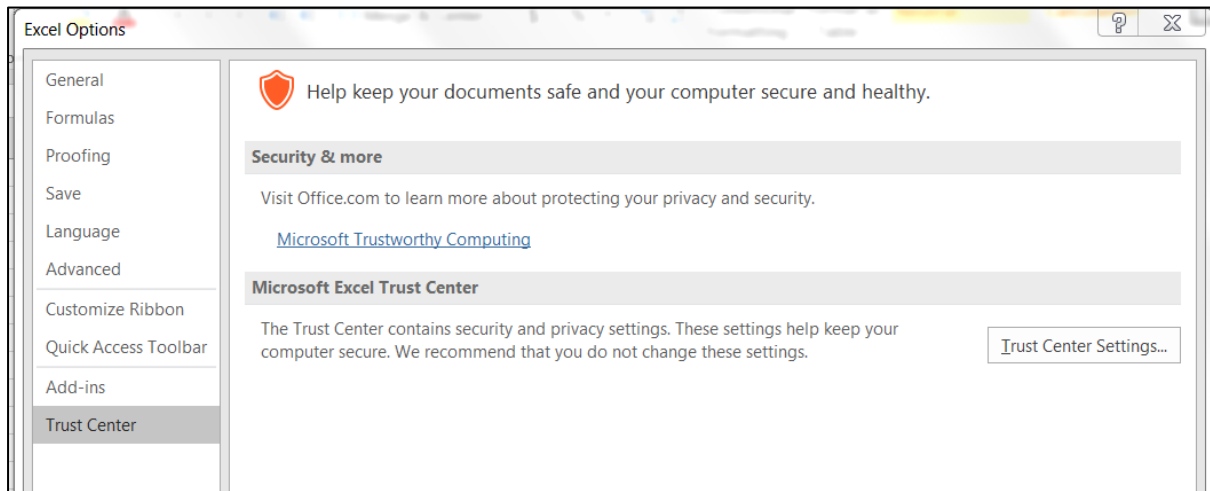 Excel Options
General
Formulas
Proofing
Save
Language
Advanced
Customize Ribbon
Quick Access Toolbar
Add-ins
Trust Center
Help keep your documents safe and your computer secure and healthy.
Security & more
Visit Office.com to learn more about protecting your privacy and security.
Microsoft Trustworthy Computing
Microsoft Excel Trust Center
The Trust Center contains security and privacy settings. These settings help keep your
computer secure. We recommend that you do not change these settings.
Trust Center Settings...